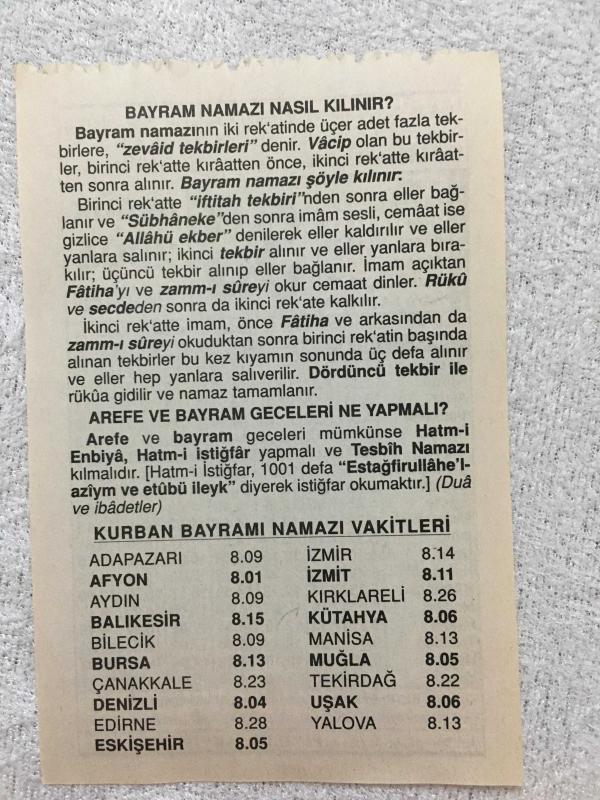 BAYRAM NAMAZI NASIL KILINIR?
Bayram namazının iki rek‘atinde üçer adet fazla tek-
birlere, “zevâid tekbirleri” denir. Vâcip olan bu tekbir-
ler, birinci rek‘atte kırâatten önce, ikinci rek‘atte kırâat-
ten sonra alınır. Bayram namazı şöyle kılınır:
Birinci rek‘atte “iftitah tekbiri”nden sonra eller bağ-
lanır ve “Sübhâneke”den sonra imâm sesli, cemâat ise
gizlice “Allâhü ekber” denilerek eller kaldırılır ve eller
yanlara salınır; ikinci tekbir alınır ve eller yanlara bıra-
kılır; üçüncü tekbir alınıp eller bağlanır. İmam açıktan
Fâtiha’yı ve zamm-ı sûreyi okur cemaat dinler. Rükû
ve secdeden sonra da ikinci rek‘ate kalkılır.
İkinci rek‘atte imam, önce Fâtiha ve arkasından da
zamm-ı sûreyi okuduktan sonra birinci rek‘atin başında
alınan tekbirler bu kez kıyamın sonunda üç defa alınır
ve eller hep yanlara salıverilir. Dördüncü tekbir ile
rükûa gidilir ve namaz tamamlanır.
AREFE VE BAYRAM GECELERİ NE YAPMALI?
Arefe ve bayram geceleri mümkünse Hatm-i
Enbiyâ, Hatm-i istiğfâr yapmalı ve Tesbîh Namazı
kılmalıdır. [Hatm-i İstiğfar, 1001 defa “Estağfirullâhe’l-
azîym ve etûbü ileyk” diyerek istiğfar okumaktır.] (Duâ
ve ibâdetler)
KURBAN BAYRAMI NAMAZI VAKİTLERİ
ADAPAZARI 8.09 İZMİR 8.14
AFYON 8.01 İZMİT 8.11
AYDIN 8.09 KIRKLARELİ 8.26
BALIKESİR 8.15 KÜTAHYA 8.06
BİLECİK 8.09 MANİSA 8.13
BURSA 8.13 MUĞLA 8.05
ÇANAKKALE 8.23 TEKİRDAĞ 8.22
DENİZLİ 8.04 UŞAK 8.06
EDİRNE 8.28 YALOVA 8.13
ESKİŞEHİR 8.05